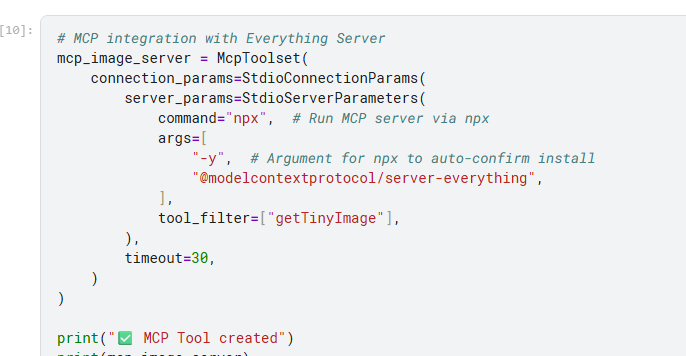 [10]:
# MCP integration with Everything Server
mcp_image_server = McpToolset(
    connection_params=StdioConnectionParams(
        server_params=StdioServerParameters(
            command="npx",  # Run MCP server via npx
            args=[
                "-y",  # Argument for npx to auto-confirm install
                "@modelcontextprotocol/server-everything",
            ],
            tool_filter=["getTinyImage"],
        ),
        timeout=30,
    )
)

print("✅ MCP Tool created")
print(mcp_image_server)